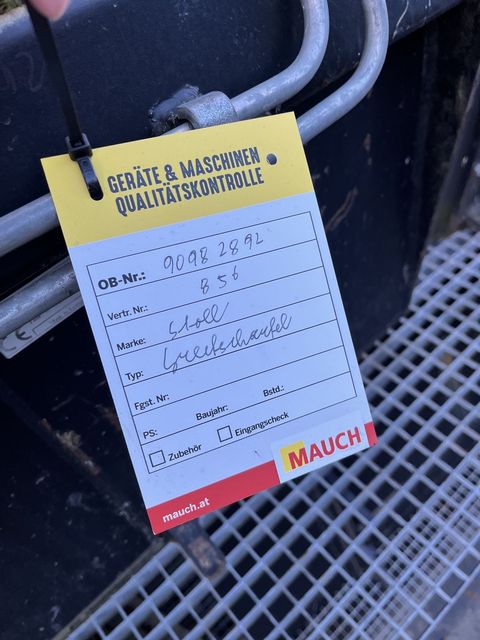 GERÄTE & MASCHINEN
QUALITÄTSKONTROLLE
OB-Nr.: 9098 2892
Vertr. Nr.: 856
Marke: Stoll
Typ:
Fgst. Nr:
PS: Baujahr: Bstd.:
Zubehör Eingangscheck
MAUCH
mauch.at